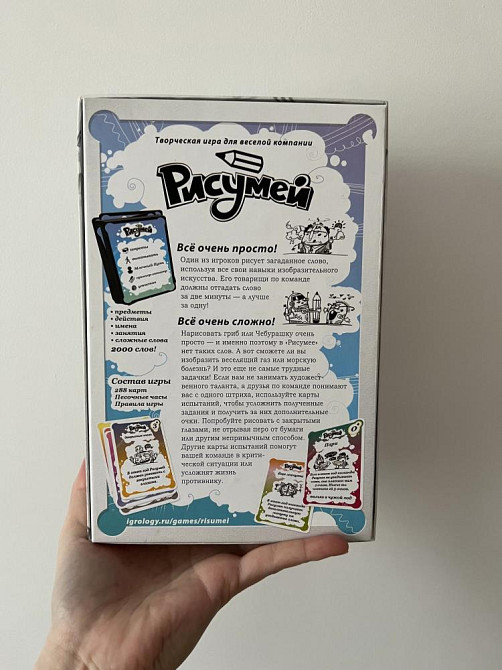 Творческая игра для веселой компании
Рисумей
Всё очень просто!
Один из игроков рисует загаданное слово,
используя все свои навыки изобразительного
искусства. Его товарищи по команде
должны отгадать слово
за две минуты — а лучше
за одну!
Рисумей
• предметы
• действия
• имена
• занятия
• сложные слова
2000 слов!
Всё очень сложно!
Нарисовать гриб или Чебурашку очень
просто — и именно поэтому в «Рисумее»
нет таких слов. А вот сможете ли вы
изобразить веселящий газ или морскую
болезнь? И это еще не самые трудные
задачки! Если вам не занимать художест-
венного таланта, а друзья по команде понимают
вас с одного штриха, используйте карты
испытаний, чтобы усложнить полученные
задания и получить за них дополнительные
очки. Попробуйте рисовать с закрытыми
глазами, не отрывая перо от бумаги
или другим непривычным способом.
Другие карты испытаний помогут
вашей команде в крити-
ческой ситуации или
усложнят жизнь
противнику.
Состав игры
288 карт
Песочные часы
Правила игры
только в чужой ход
igrology.ru/games/risumei